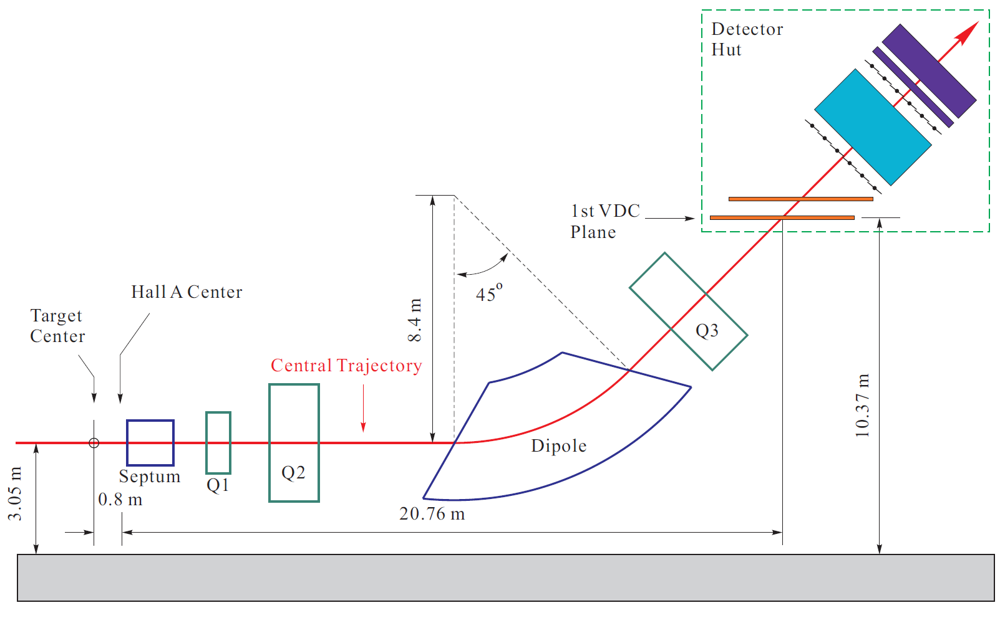 Detector
Hut
1st VDC
Plane
Hall A Center
Target
Center
45°
8.4 m
Q3
Central Trajectory
10.37 m
Dipole
Q2
Septum
Q1
3.05 m
0.8 m
20.76 m